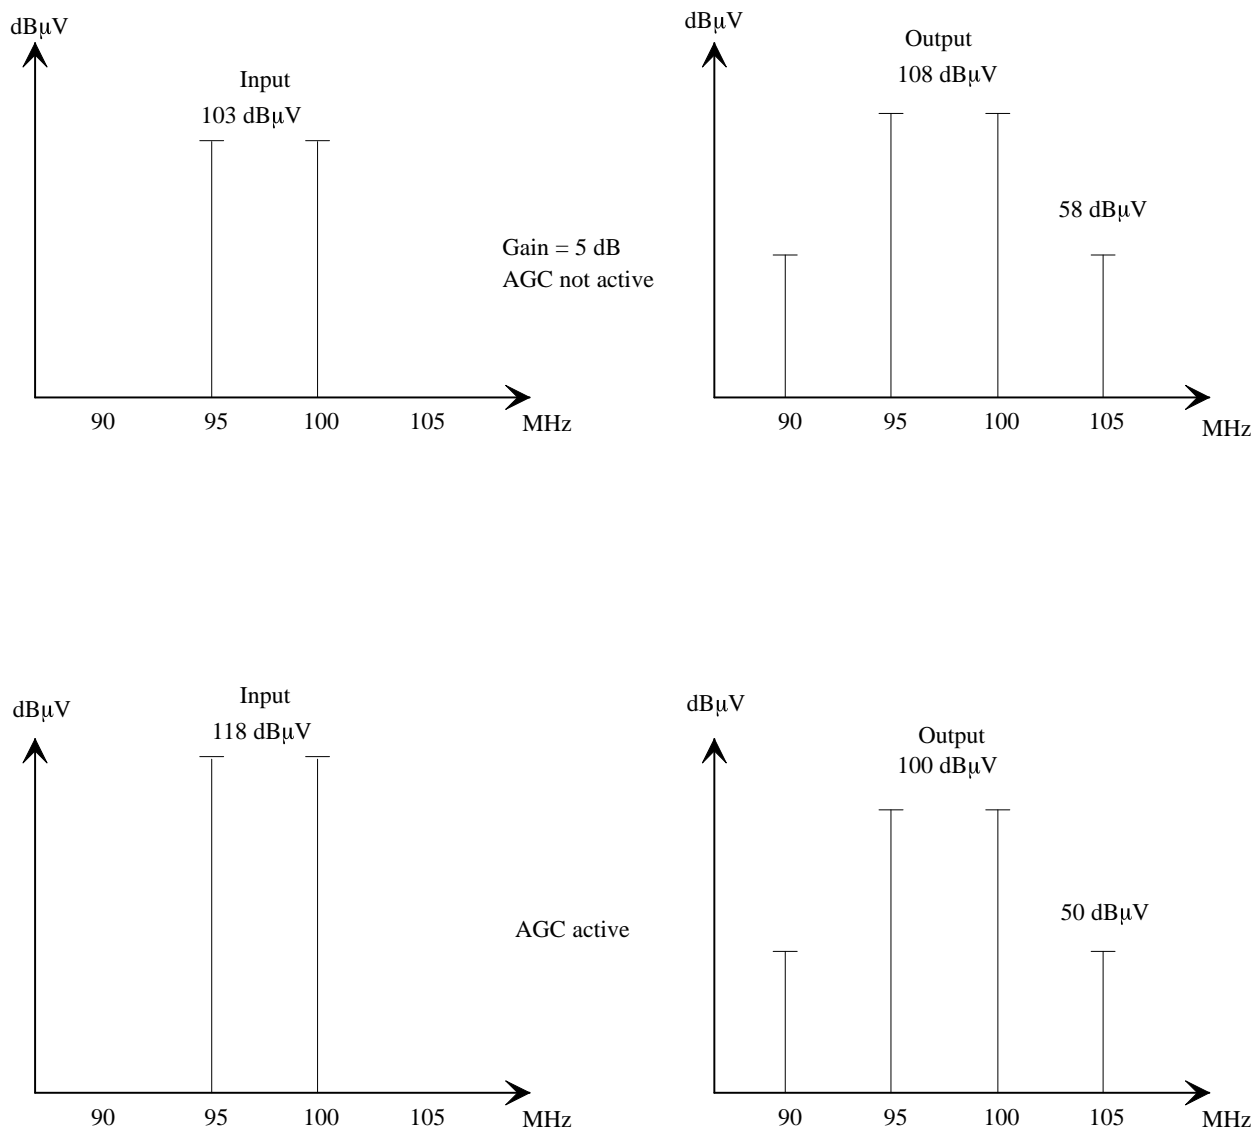 dBµV
Input
103 dBµV
90 95 100 105 MHz
Gain = 5 dB
AGC not active
dBµV
Output
108 dBµV
58 dBµV
90 95 100 105 MHz
dBµV
Input
118 dBµV
90 95 100 105 MHz
AGC active
dBµV
Output
100 dBµV
50 dBµV
90 95 100 105 MHz